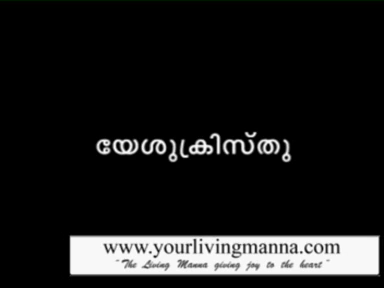 യേശുക്രിസ്തു
www.yourlivingmanna.com
"The Living Manna giving joy to the heart"